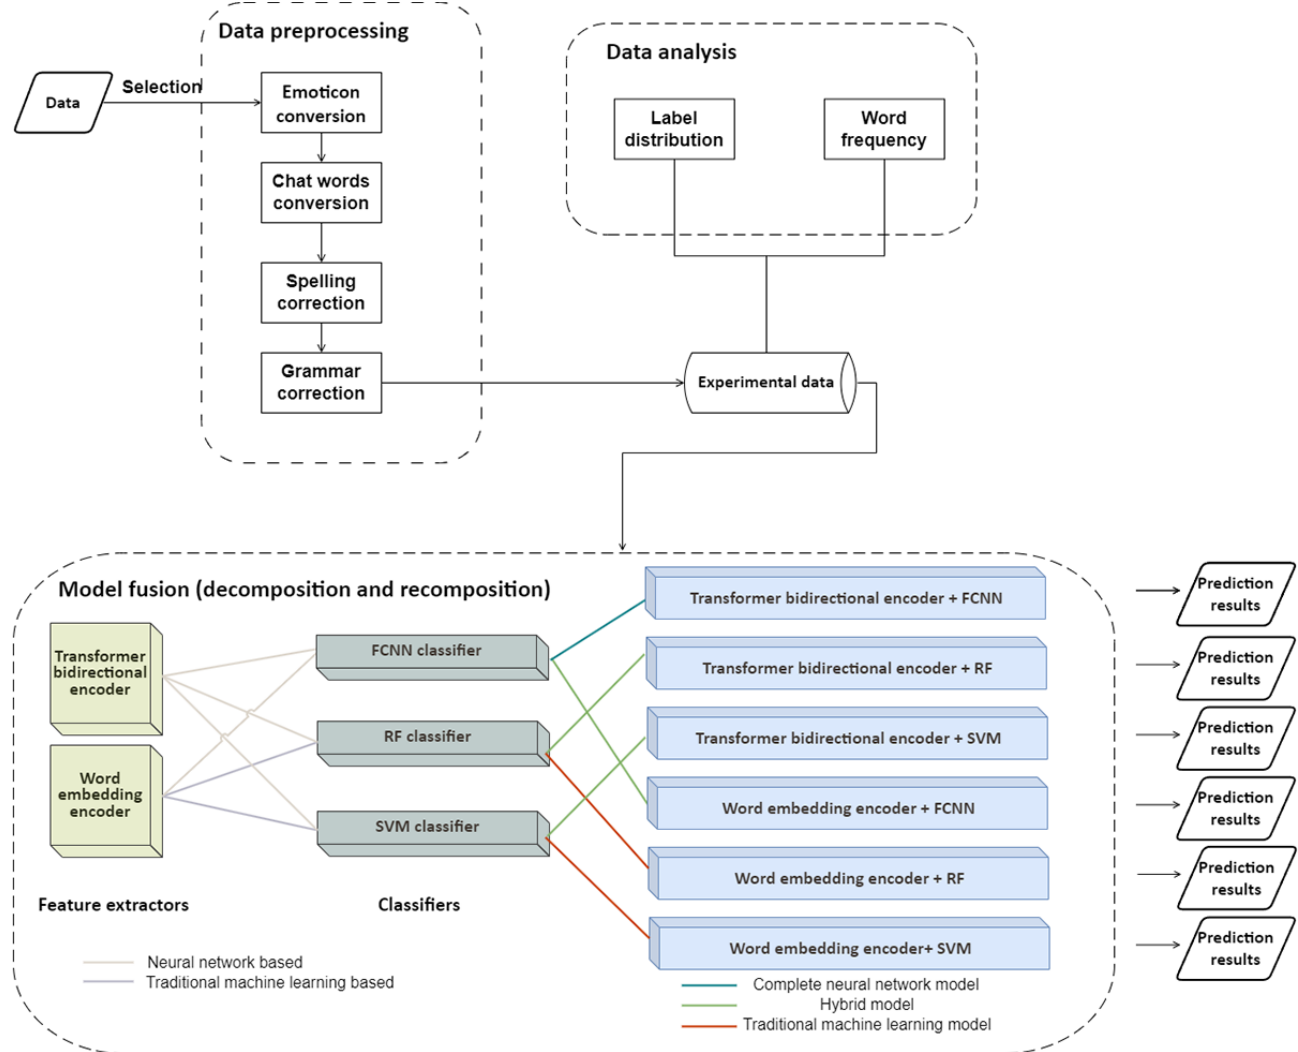 Data preprocessing
Data
Selection
Emoticon
conversion
Chat words
conversion
Spelling
correction
Grammar
correction
Data analysis
Label
distribution
Word
frequency
Experimental data
Model fusion (decomposition and recomposition)
Transformer
bidirectional
encoder
Word
embedding
encoder
Feature extractors
FCNN classifier
RF classifier
SVM classifier
Classifiers
Neural network based
Traditional machine learning based
Transformer bidirectional encoder + FCNN
Transformer bidirectional encoder + RF
Transformer bidirectional encoder + SVM
Word embedding encoder + FCNN
Word embedding encoder + RF
Word embedding encoder+ SVM
Complete neural network model
Hybrid model
Traditional machine learning model
Prediction
results
Prediction
results
Prediction
results
Prediction
results
Prediction
results
Prediction
results